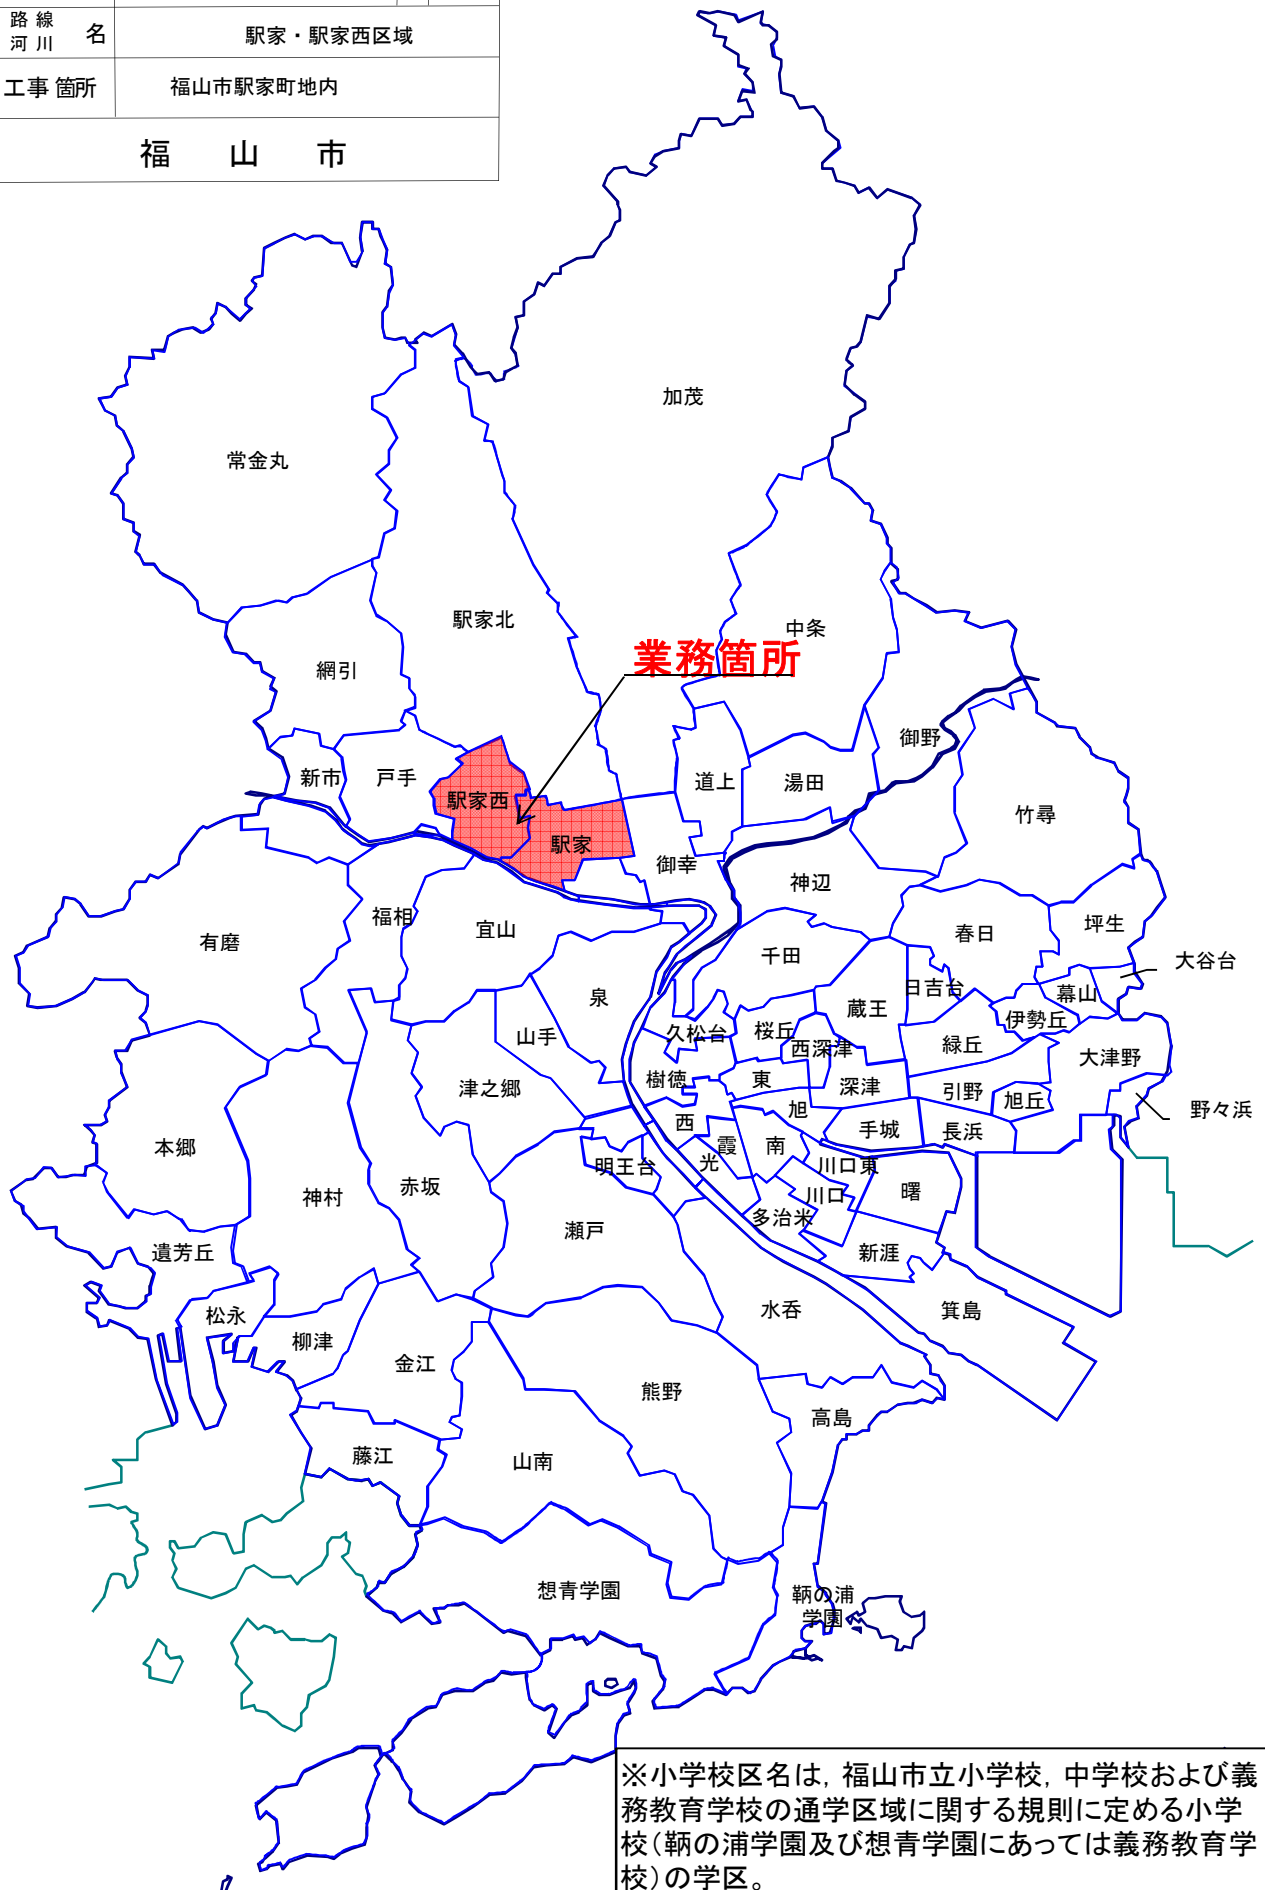 路線
河川 名
駅家・駅家西区域
工事箇所
福山市駅家町地内
福山市
加茂
常金丸
駅家北
中条
業務箇所
網引
御野
新市
戸手
道上
湯田
駅家西
竹尋
駅家
御幸
神辺
福相
宜山
有磨
春日
坪生
千田
大谷台
泉
日吉台
幕山
蔵王
伊勢丘
久松台
桜丘
山手
西深津
緑丘
大津野
樹徳
東
津之郷
深津
引野
旭丘
旭
野々浜
西
手城
長浜
本郷
霞
南
光
明王台
川口東
赤坂
神村
川口
曙
多治米
瀬戸
遺芳丘
新涯
松永
水呑
箕島
柳津
金江
熊野
高島
藤江
山南
想青学園
鞆の浦
学園
※小学校区名は，福山市立小学校，中学校および義
務教育学校の通学区域に関する規則に定める小学
校（鞆の浦学園及び想青学園にあっては義務教育学
校）の学区。